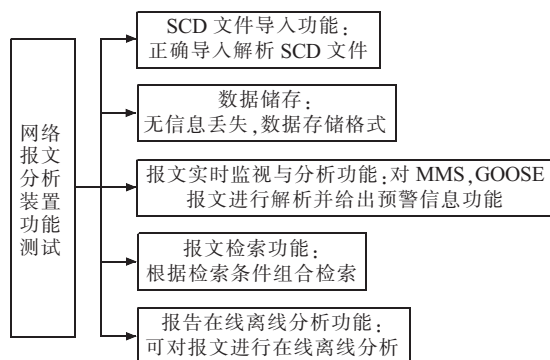 网络
报文
分析
装置
功能
测试
SCD 文件导入功能:
正确导入解析 SCD 文件
数据储存:
无信息丢失,数据存储格式
报文实时监视与分析功能:对 MMS,GOOSE
报文进行解析并给出预警信息功能
报文检索功能:
根据检索条件组合检索
报告在线离线分析功能:
可对报文进行在线离线分析